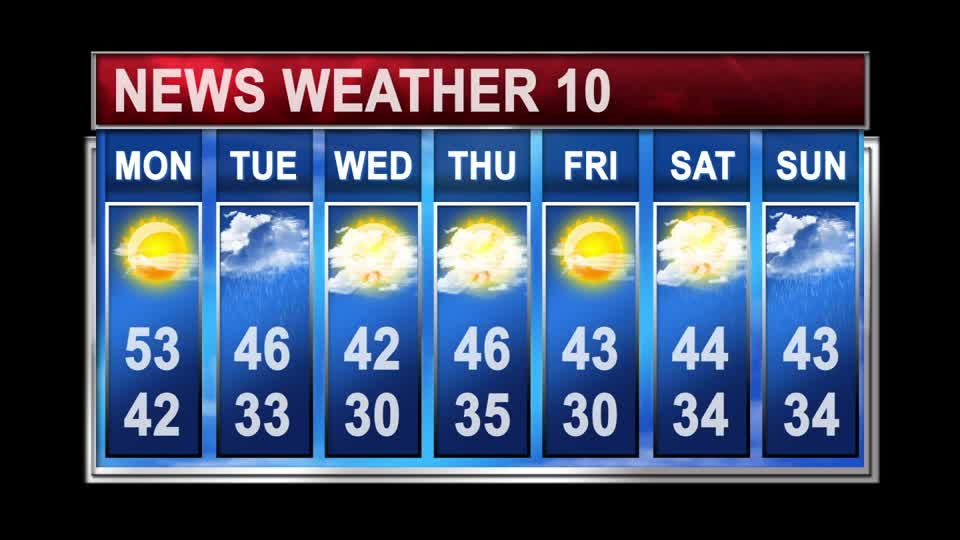 NEWS WEATHER 10
MON TUE WED THU FRI SAT SUN
53 46 42 46 43 44 43
42 33 30 35 30 34 34